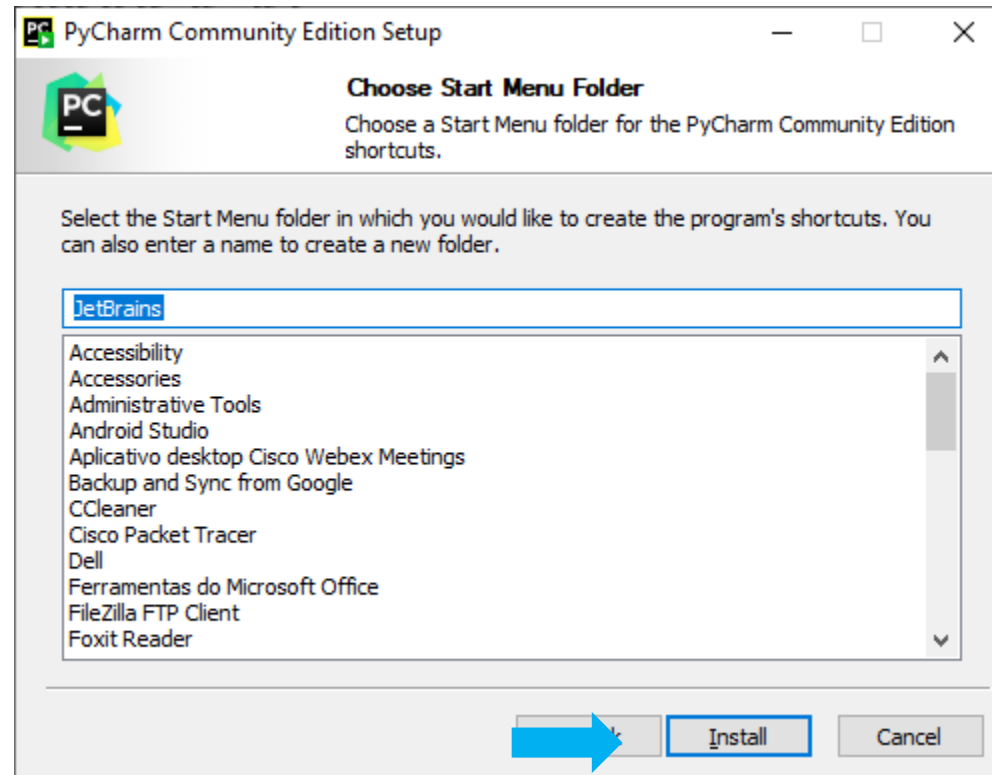 PyCharm Community Edition Setup
PC
Choose Start Menu Folder
Choose a Start Menu folder for the PyCharm Community Edition
shortcuts.
Select the Start Menu folder in which you would like to create the program's shortcuts. You
can also enter a name to create a new folder.
JetBrains
Accessibility
Accessories
Administrative Tools
Android Studio
Aplicativo desktop Cisco Webex Meetings
Backup and Sync from Google
CCleaner
Cisco Packet Tracer
Dell
Ferramentas do Microsoft Office
FileZilla FTP Client
Foxit Reader
Install Cancel